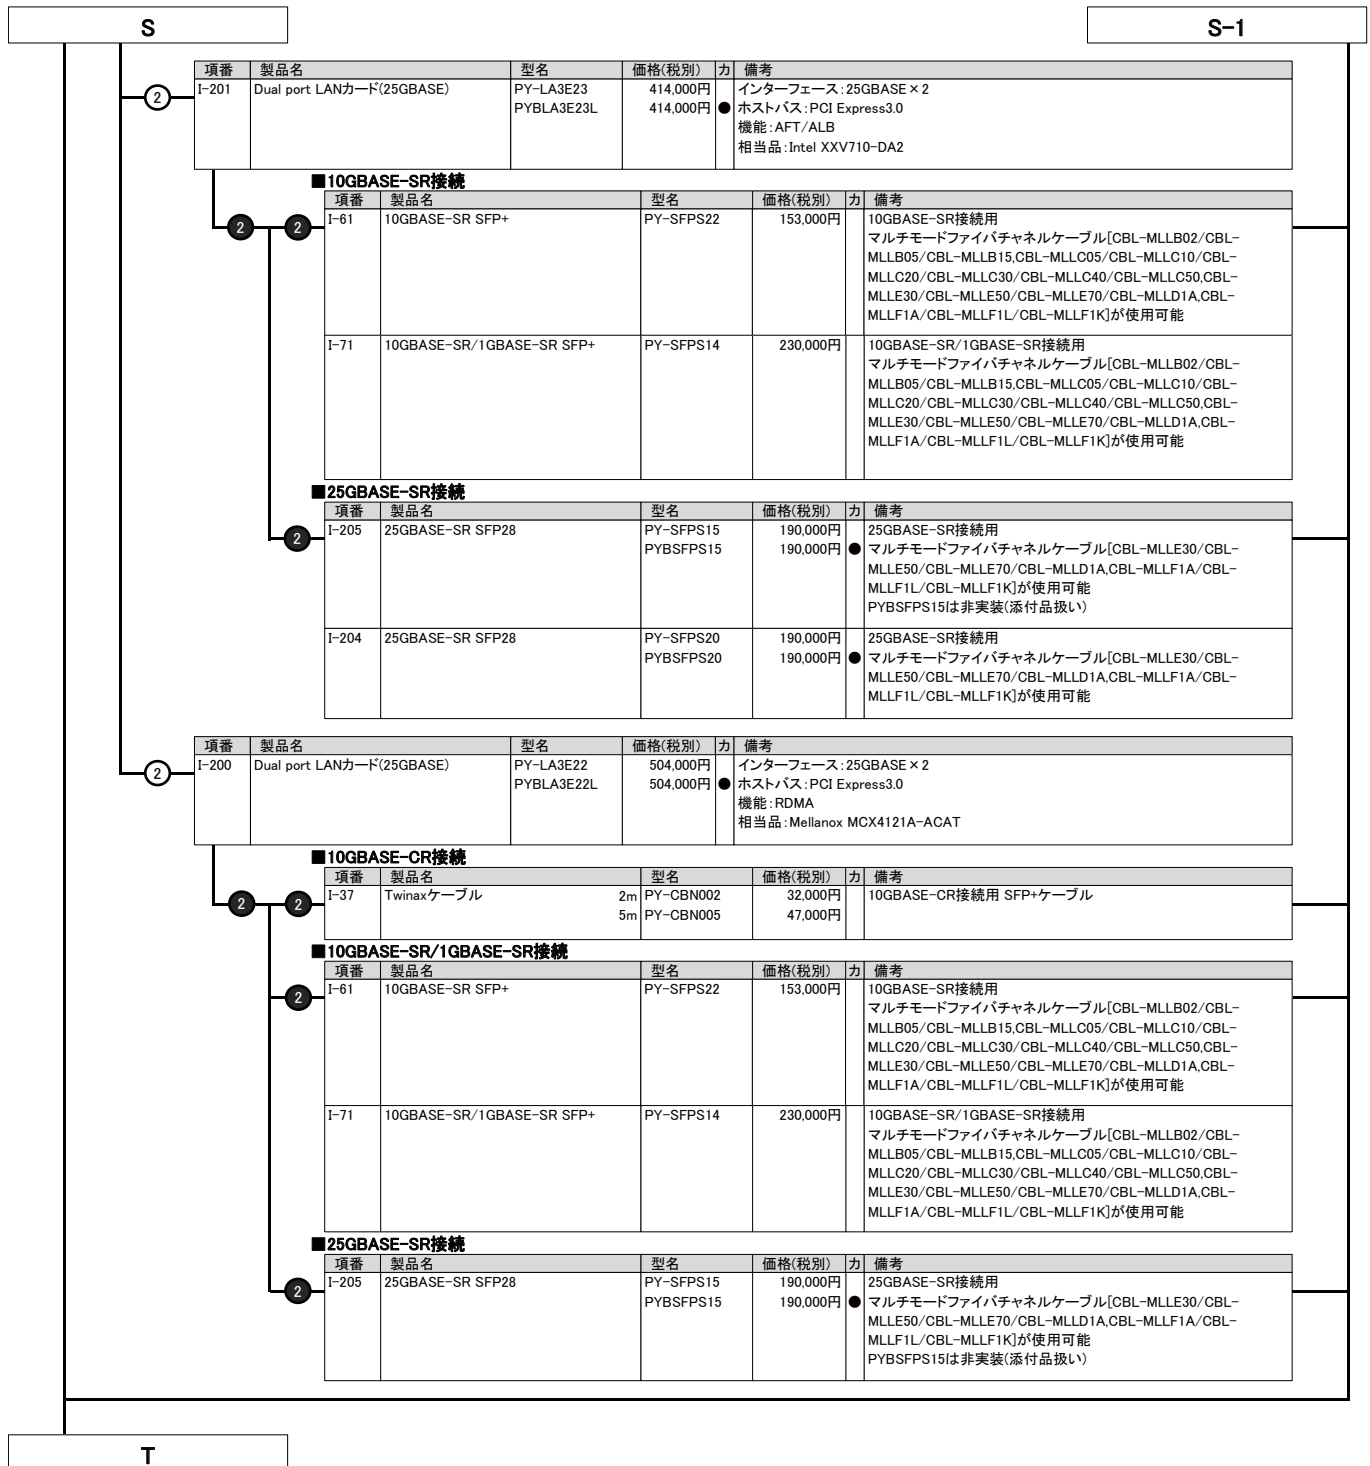 S
S-1
項番 製品名 型名 価格(税別) カ 備考
② I-201 Dual port LANカード(25GBASE) PY-LA3E23 414,000円 インターフェース:25GBASE×2
PYBLA3E23L 414,000円 ● ホストバス:PCI Express3.0
機能:AFT/ALB
相当品:Intel XXV710-DA2
■10GBASE-SR接続
項番 製品名 型名 価格(税別) カ 備考
2 2 I-61 10GBASE-SR SFP+ PY-SFPS22 153,000円 10GBASE-SR接続用
マルチモードファイバチャネルケーブル[CBL-MLLB02/CBL-
MLLB05/CBL-MLLB15,CBL-MLLC05/CBL-MLLC10/CBL-
MLLC20/CBL-MLLC30/CBL-MLLC40/CBL-MLLC50,CBL-
MLLE30/CBL-MLLE50/CBL-MLLE70/CBL-MLLD1A,CBL-
MLLF1A/CBL-MLLF1L/CBL-MLLF1K]が使用可能
I-71 10GBASE-SR/1GBASE-SR SFP+ PY-SFPS14 230,000円 10GBASE-SR/1GBASE-SR接続用
マルチモードファイバチャネルケーブル[CBL-MLLB02/CBL-
MLLB05/CBL-MLLB15,CBL-MLLC05/CBL-MLLC10/CBL-
MLLC20/CBL-MLLC30/CBL-MLLC40/CBL-MLLC50,CBL-
MLLE30/CBL-MLLE50/CBL-MLLE70/CBL-MLLD1A,CBL-
MLLF1A/CBL-MLLF1L/CBL-MLLF1K]が使用可能
■25GBASE-SR接続
項番 製品名 型名 価格(税別) カ 備考
2 I-205 25GBASE-SR SFP28 PY-SFPS15 190,000円 25GBASE-SR接続用
PYBSFPS15 190,000円 ● マルチモードファイバチャネルケーブル[CBL-MLLE30/CBL-
MLLE50/CBL-MLLE70/CBL-MLLD1A,CBL-MLLF1A/CBL-
MLLF1L/CBL-MLLF1K]が使用可能
PYBSFPS15は非実装(添付品扱い)
I-204 25GBASE-SR SFP28 PY-SFPS20 190,000円 25GBASE-SR接続用
PYBSFPS20 190,000円 ● マルチモードファイバチャネルケーブル[CBL-MLLE30/CBL-
MLLE50/CBL-MLLE70/CBL-MLLD1A,CBL-MLLF1A/CBL-
MLLF1L/CBL-MLLF1K]が使用可能
項番 製品名 型名 価格(税別) カ 備考
② I-200 Dual port LANカード(25GBASE) PY-LA3E22 504,000円 インターフェース:25GBASE×2
PYBLA3E22L 504,000円 ● ホストバス:PCI Express3.0
機能:RDMA
相当品:Mellanox MCX4121A-ACAT
■10GBASE-CR接続
項番 製品名 型名 価格(税別) カ 備考
2 2 I-37 Twinaxケーブル 2m PY-CBN002 32,000円 10GBASE-CR接続用 SFP+ケーブル
5m PY-CBN005 47,000円
■10GBASE-SR/1GBASE-SR接続
項番 製品名 型名 価格(税別) カ 備考
2 I-61 10GBASE-SR SFP+ PY-SFPS22 153,000円 10GBASE-SR接続用
マルチモードファイバチャネルケーブル[CBL-MLLB02/CBL-
MLLB05/CBL-MLLB15,CBL-MLLC05/CBL-MLLC10/CBL-
MLLC20/CBL-MLLC30/CBL-MLLC40/CBL-MLLC50,CBL-
MLLE30/CBL-MLLE50/CBL-MLLE70/CBL-MLLD1A,CBL-
MLLF1A/CBL-MLLF1L/CBL-MLLF1K]が使用可能
I-71 10GBASE-SR/1GBASE-SR SFP+ PY-SFPS14 230,000円 10GBASE-SR/1GBASE-SR接続用
マルチモードファイバチャネルケーブル[CBL-MLLB02/CBL-
MLLB05/CBL-MLLB15,CBL-MLLC05/CBL-MLLC10/CBL-
MLLC20/CBL-MLLC30/CBL-MLLC40/CBL-MLLC50,CBL-
MLLE30/CBL-MLLE50/CBL-MLLE70/CBL-MLLD1A,CBL-
MLLF1A/CBL-MLLF1L/CBL-MLLF1K]が使用可能
■25GBASE-SR接続
項番 製品名 型名 価格(税別) カ 備考
2 I-205 25GBASE-SR SFP28 PY-SFPS15 190,000円 25GBASE-SR接続用
PYBSFPS15 190,000円 ● マルチモードファイバチャネルケーブル[CBL-MLLE30/CBL-
MLLE50/CBL-MLLE70/CBL-MLLD1A,CBL-MLLF1A/CBL-
MLLF1L/CBL-MLLF1K]が使用可能
PYBSFPS15は非実装(添付品扱い)
T